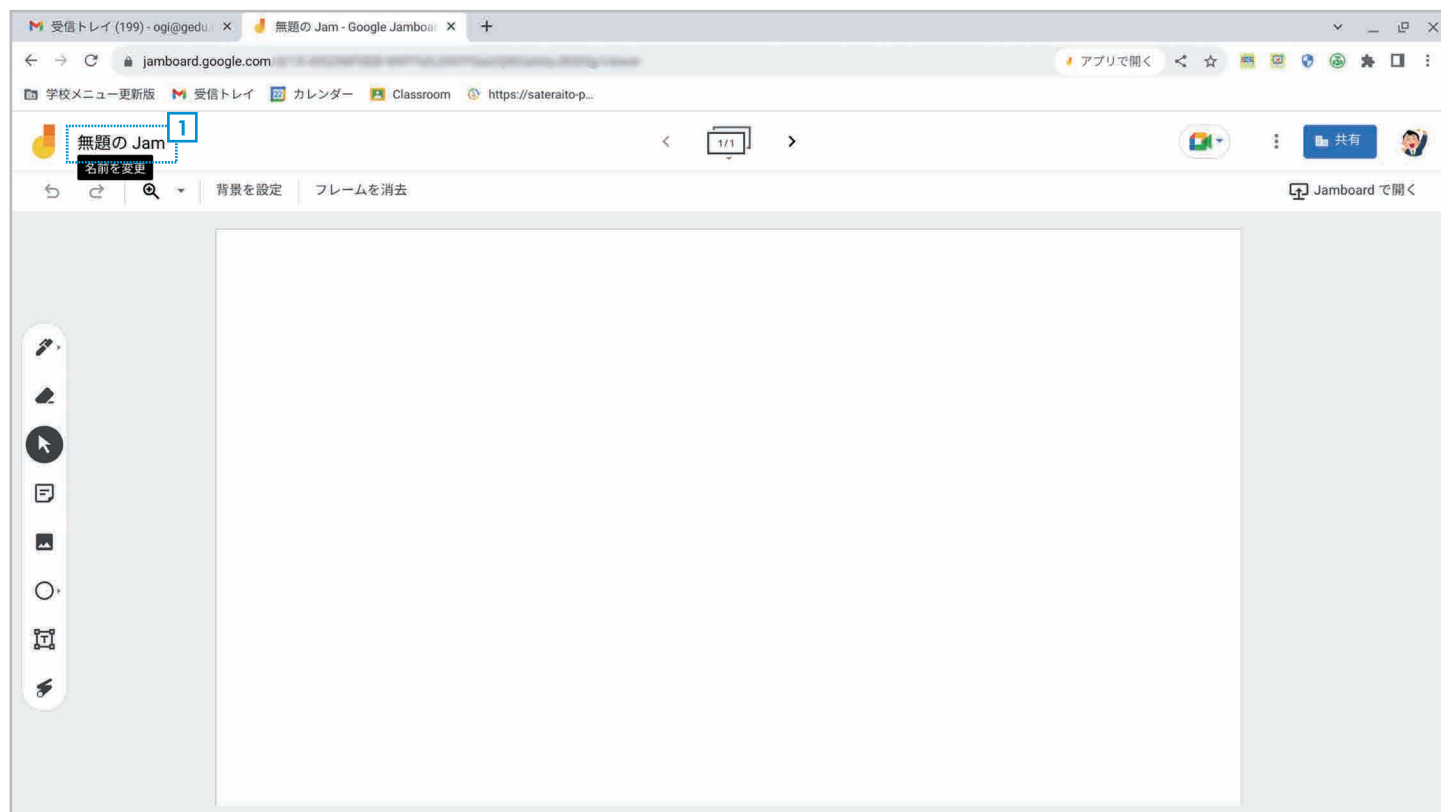 受信トレイ (199) - ogi@gedu.
無題の Jam - Google Jamboar
jamboard.google.com
アプリで開く
学校メニュー更新版 受信トレイ 22 カレンダー Classroom https://sateraito-p...
無題の Jam
1
1/1
共有
名前を変更
背景を設定 フレームを消去
Jamboard で開く